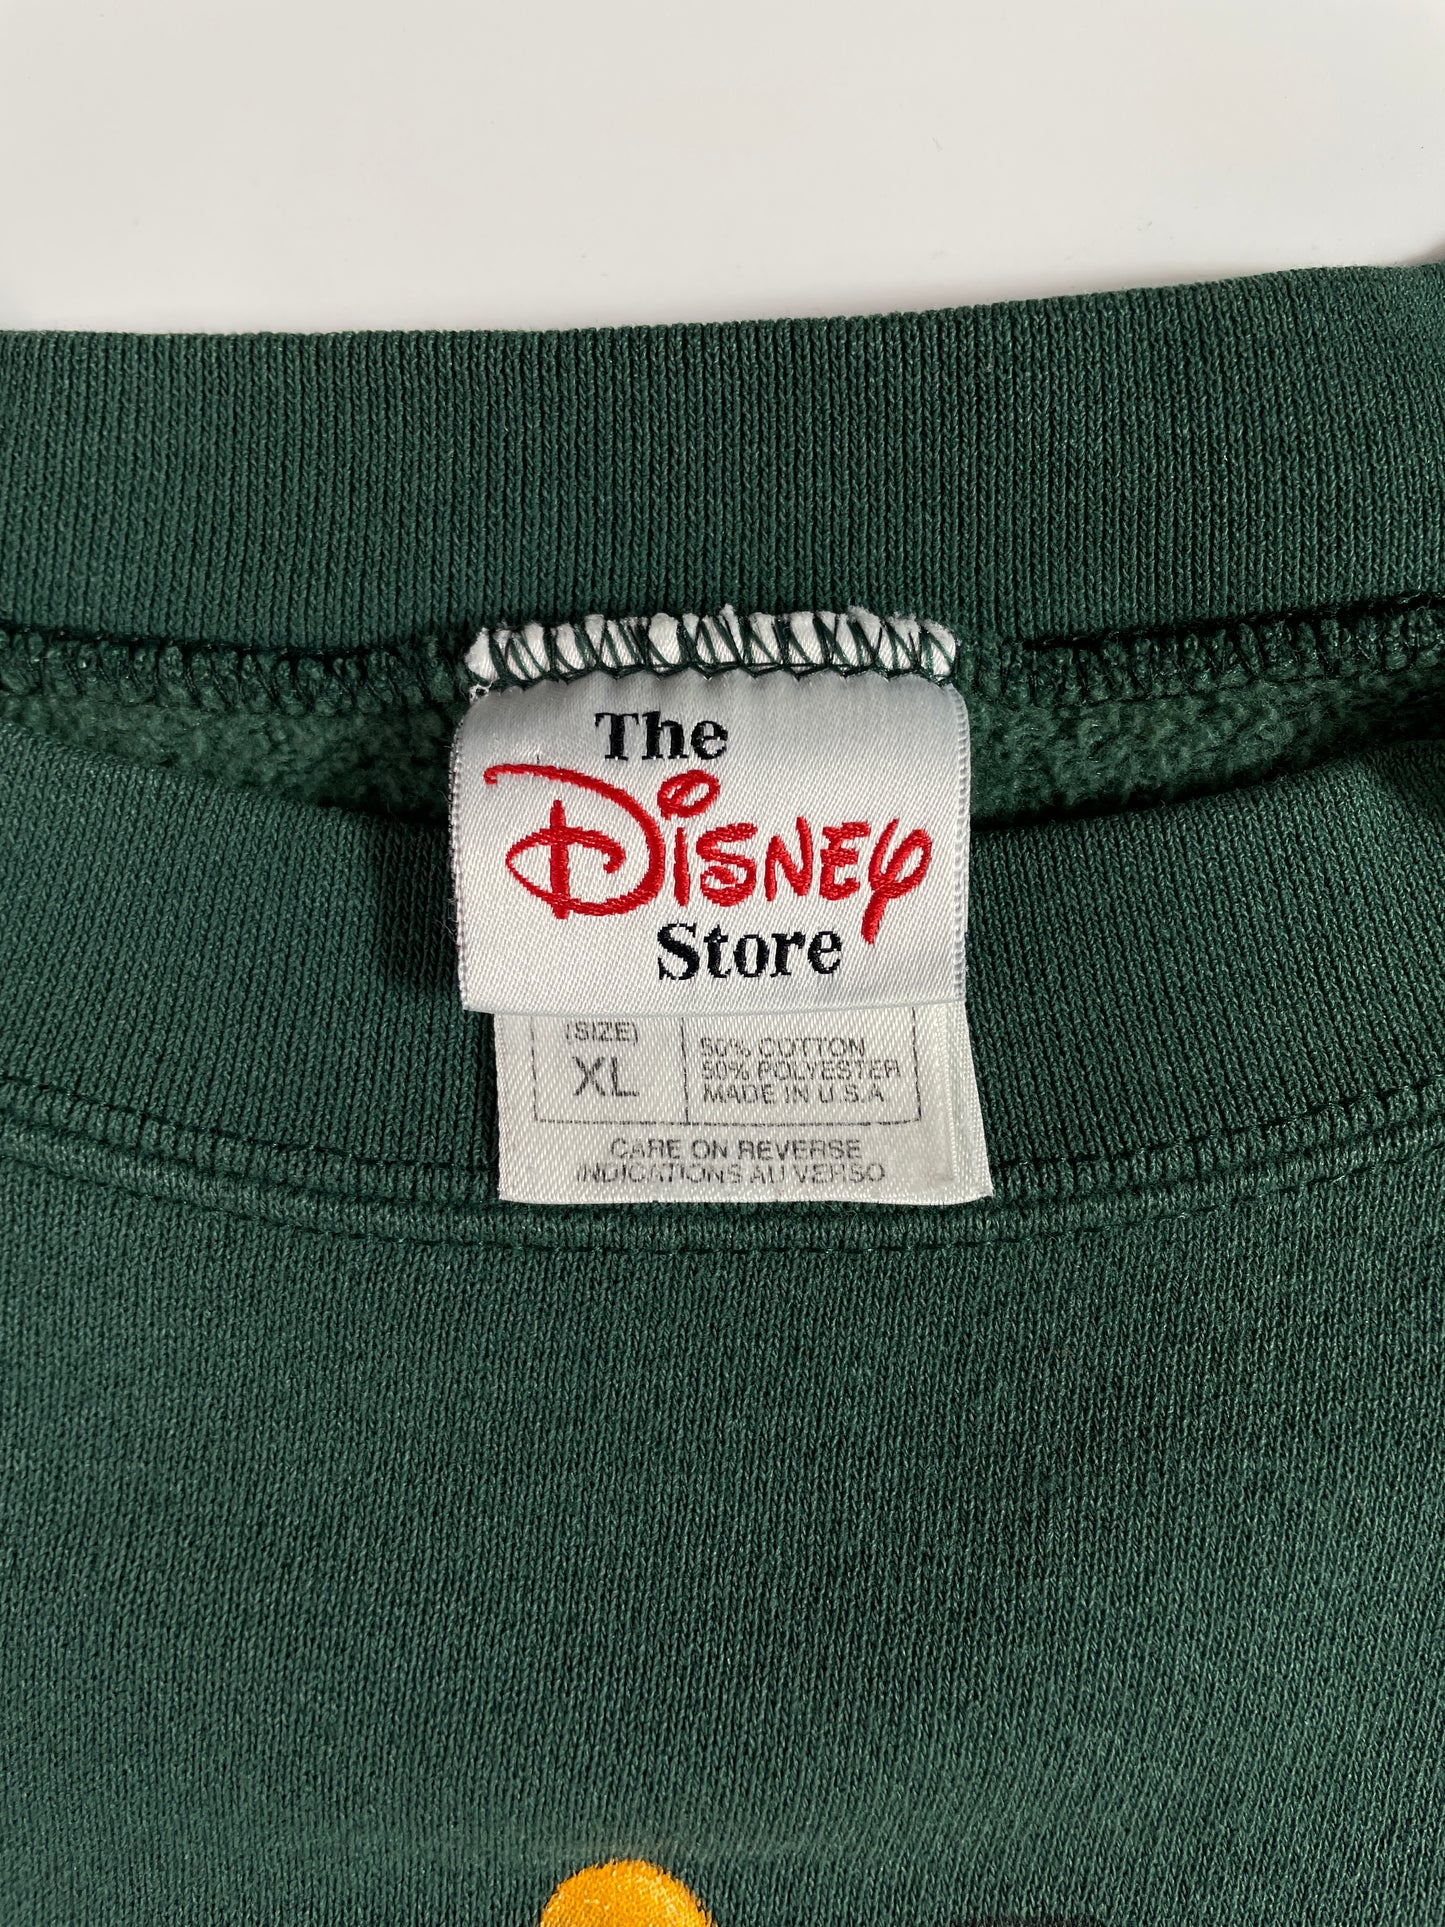 The
Disney
Store
(SIZE)
XL
50% COTTON
50% POLYESTER
MADE IN U.S.A
CARE ON REVERSE
INDICATIONS AU VERSO